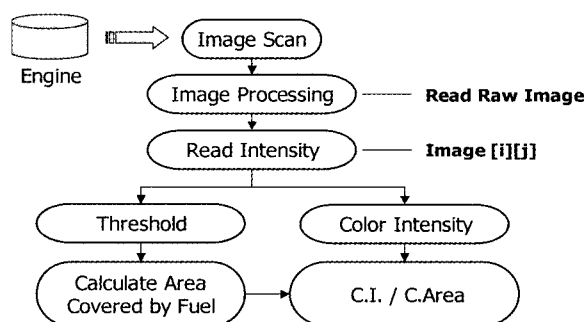 Engine
Image Scan
Image Processing
Read Raw Image
Read Intensity
Image [i][j]
Threshold
Color Intensity
Calculate Area
Covered by Fuel
C.I. / C.Area